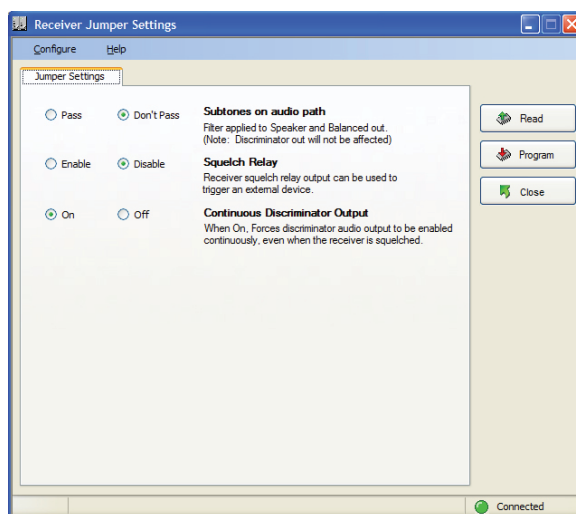 Receiver Jumper Settings
Configure Help
Jumper Settings
Pass Don't Pass Subtones on audio path
Filter applied to Speaker and Balanced out.
(Note: Discriminator out will not be affected)
Enable Disable Squelch Relay
Receiver squelch relay output can be used to
trigger an external device.
On Off Continuous Discriminator Output
When On, Forces discriminator audio output to be enabled
continuously, even when the receiver is squelched.
Read
Program
Close
Connected